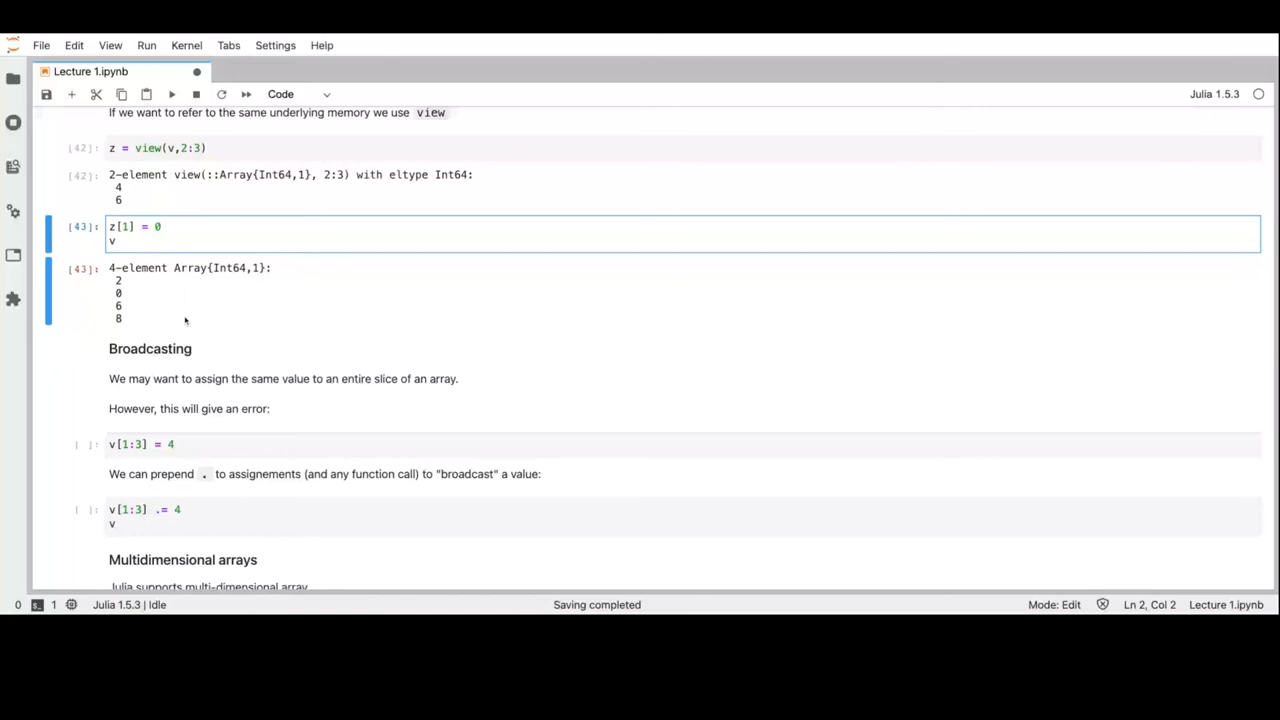 File Edit View Run Kernel Tabs Settings Help
Lecture 1.ipynb
Code
Julia 1.5.3
If we want to refer to the same underlying memory we use view
[42]: z = view(v,2:3)
[42]: 2-element view(::Array{Int64,1}, 2:3) with eltype Int64:
4
6
[43]: z[1] = 0
v
[43]: 4-element Array{Int64,1}:
2
0
6
8
Broadcasting
We may want to assign the same value to an entire slice of an array.
However, this will give an error:
[ ]: v[1:3] = 4
We can prepend . to assignements (and any function call) to "broadcast" a value:
[ ]: v[1:3] .= 4
v
Multidimensional arrays
Julia supports multi-dimensional array
0 $_ 1 Julia 1.5.3 | Idle Saving completed Mode: Edit Ln 2, Col 2 Lecture 1.ipynb